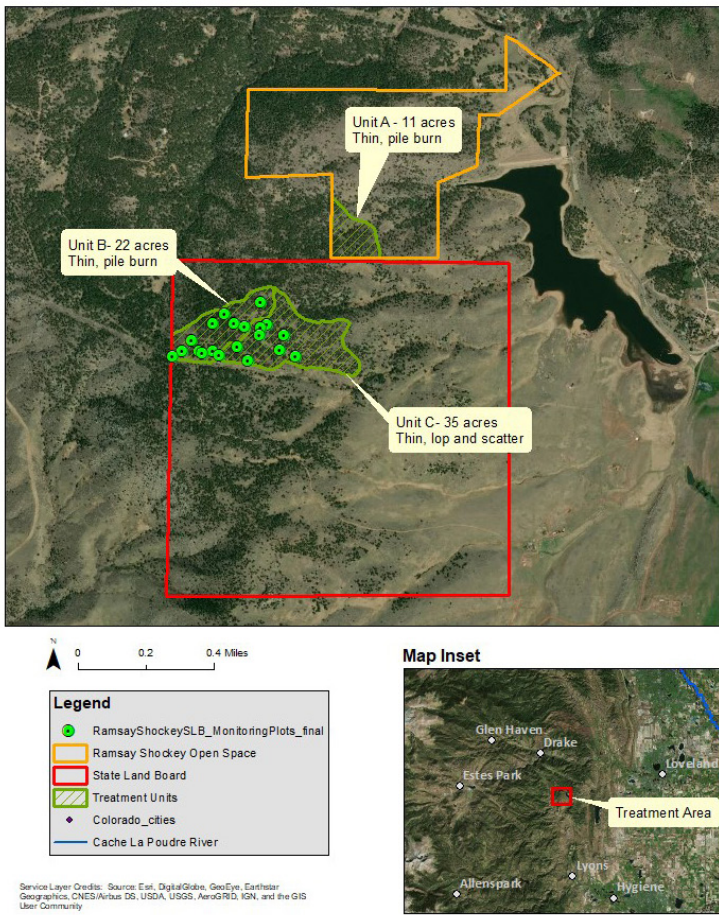 Unit A - 11 acres
Thin, pile burn
Unit B- 22 acres
Thin, pile burn
Unit C- 35 acres
Thin, lop and scatter
N
0 0.2 0.4 Miles
Legend
RamsayShockeySLB_MonitoringPlots_final
Ramsay Shockey Open Space
State Land Board
Treatment Units
Colorado_cities
Cache La Poudre River
Service Layer Credits: Source: Esri, DigitalGlobe, GeoEye, Earthstar
Geographics, CNES/Airbus DS, USDA, USGS, AeroGRID, IGN, and the GIS
User Community
Map Inset
Glen Haven
Drake
Loveland
Estes Park
Treatment Area
Lyons
Allenspark
Hygiene